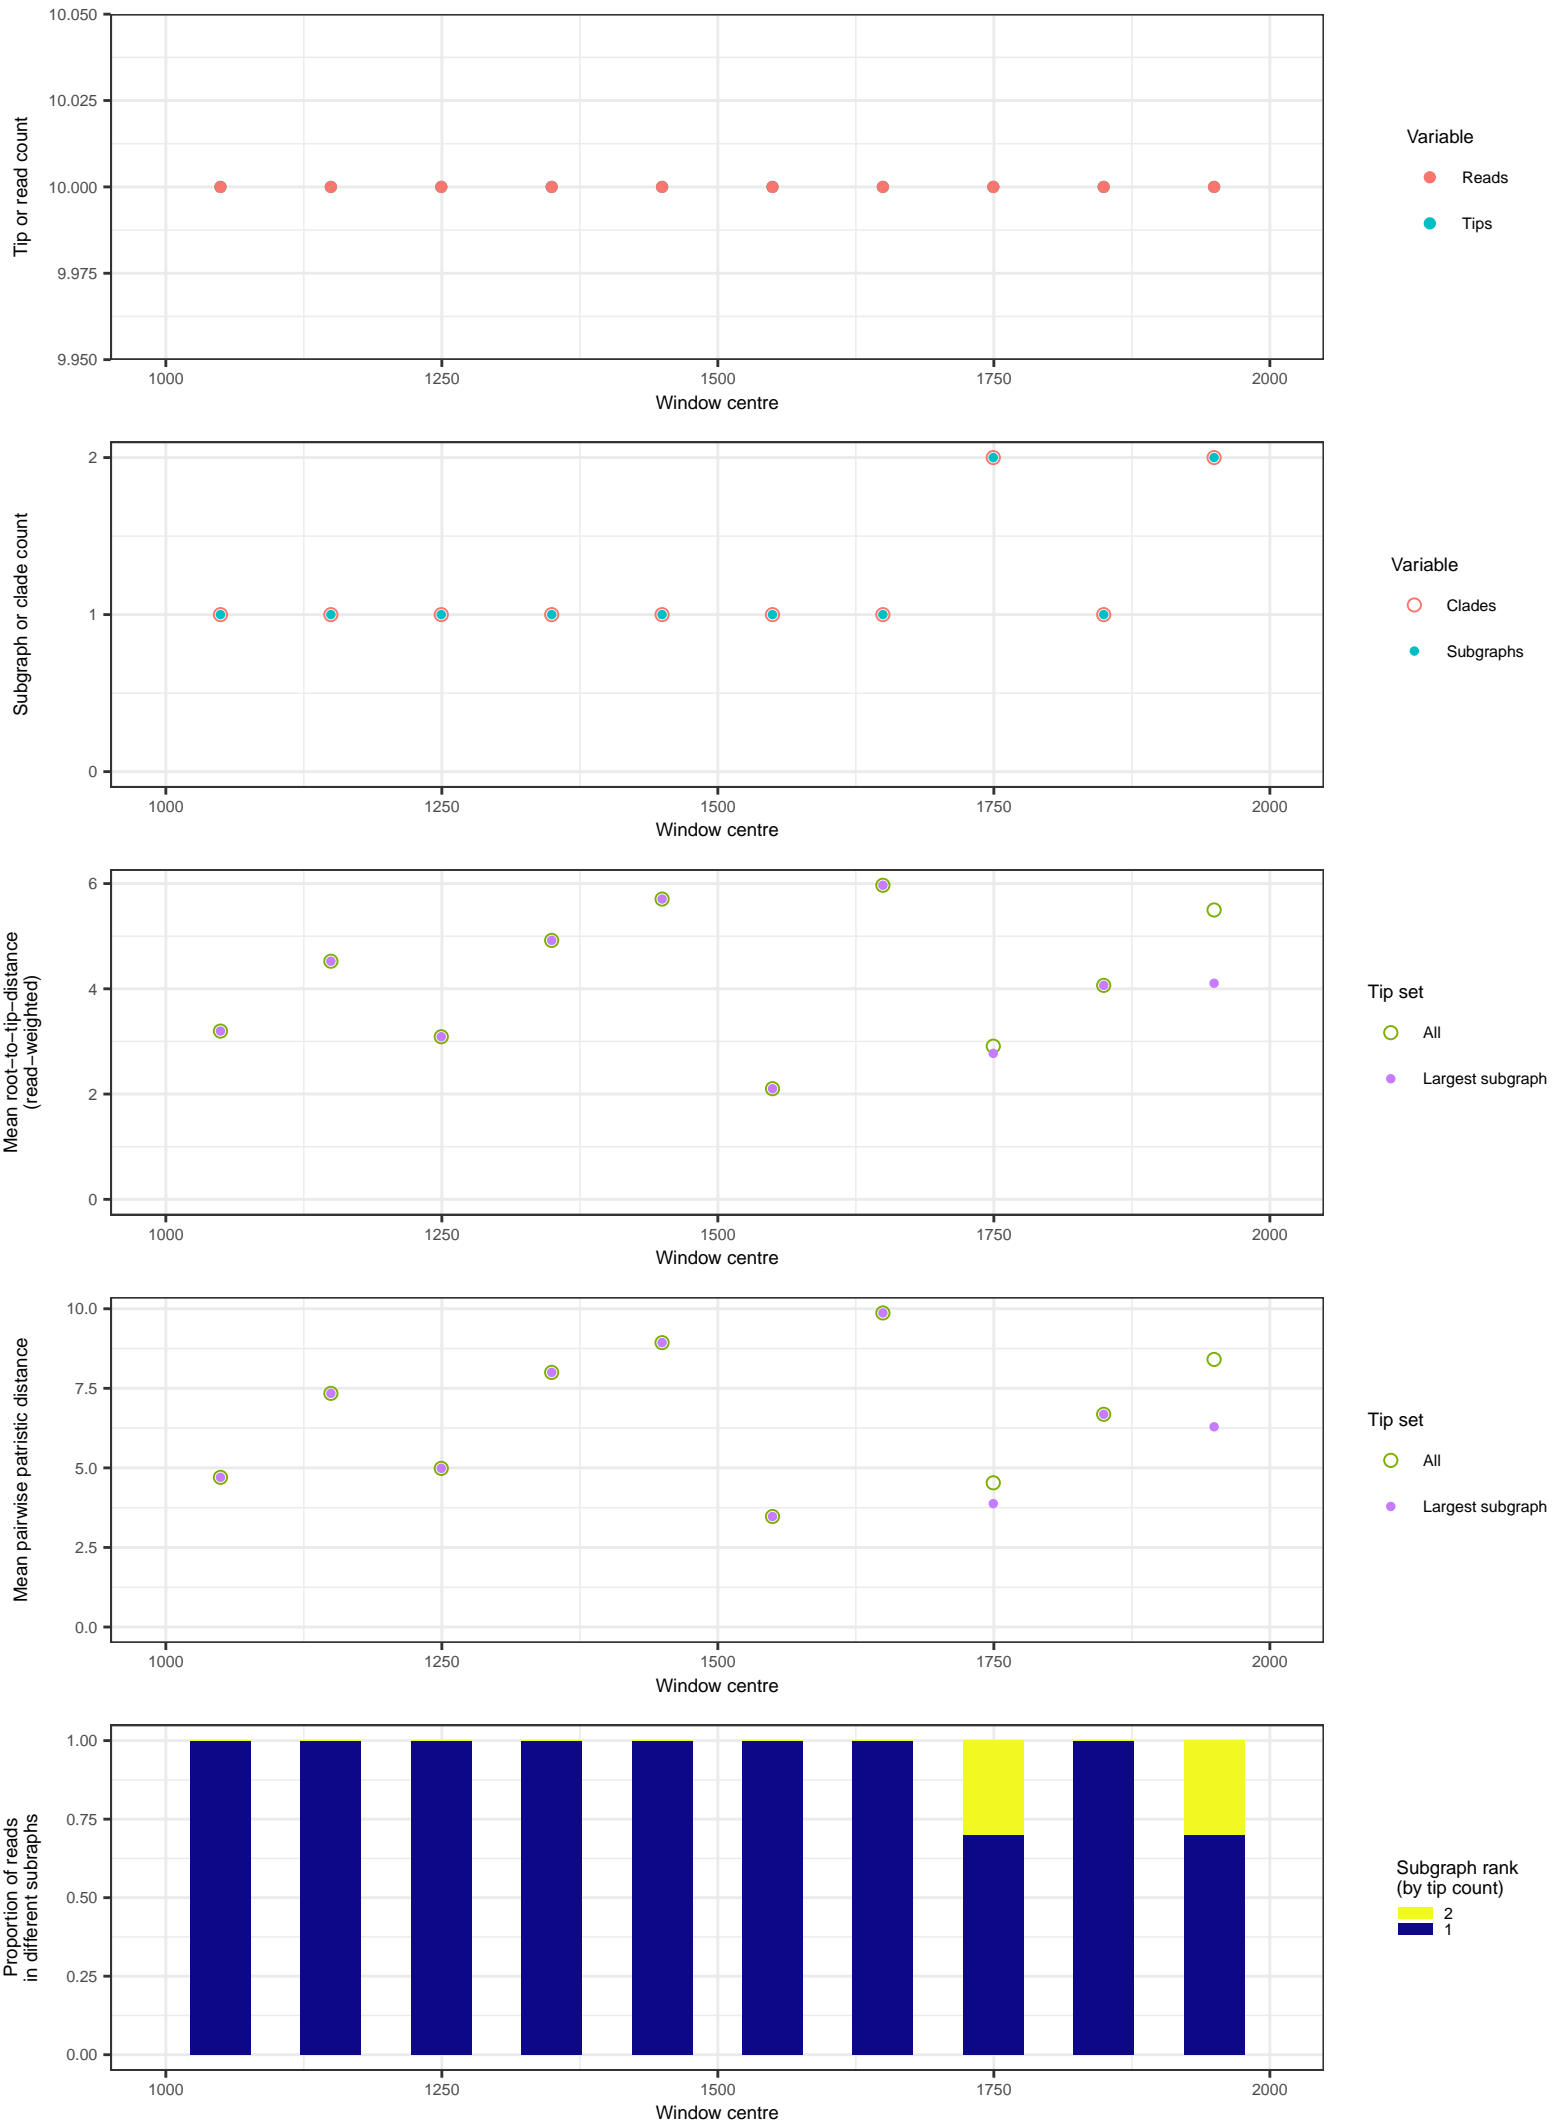 10.050
10.025
10.000
9.975
9.950
Tip or read count
1000 1250 1500 1750 2000
Window centre
Variable
Reads
Tips
2
1
0
Subgraph or clade count
1000 1250 1500 1750 2000
Window centre
Variable
Clades
Subgraphs
6
4
2
0
Mean root−to−tip−distance
(read−weighted)
1000 1250 1500 1750 2000
Window centre
Tip set
All
Largest subgraph
10.0
7.5
5.0
2.5
0.0
Mean pairwise patristic distance
1000 1250 1500 1750 2000
Window centre
Tip set
All
Largest subgraph
1.00
0.75
0.50
0.25
0.00
Proportion of reads
in different subraphs
1000 1250 1500 1750 2000
Window centre
Subgraph rank
(by tip count)
2
1